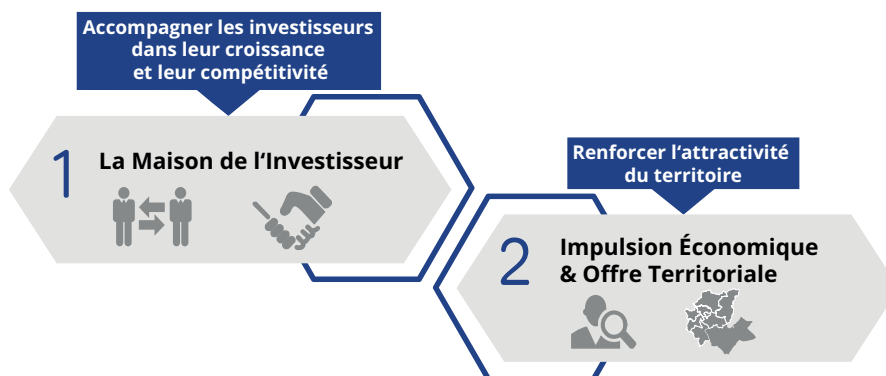 Accompagner les investisseurs
dans leur croissance
et leur compétitivité
1
La Maison de l‘Investisseur
Renforcer l‘attractivité
du territoire
2
Impulsion Économique
& Offre Territoriale